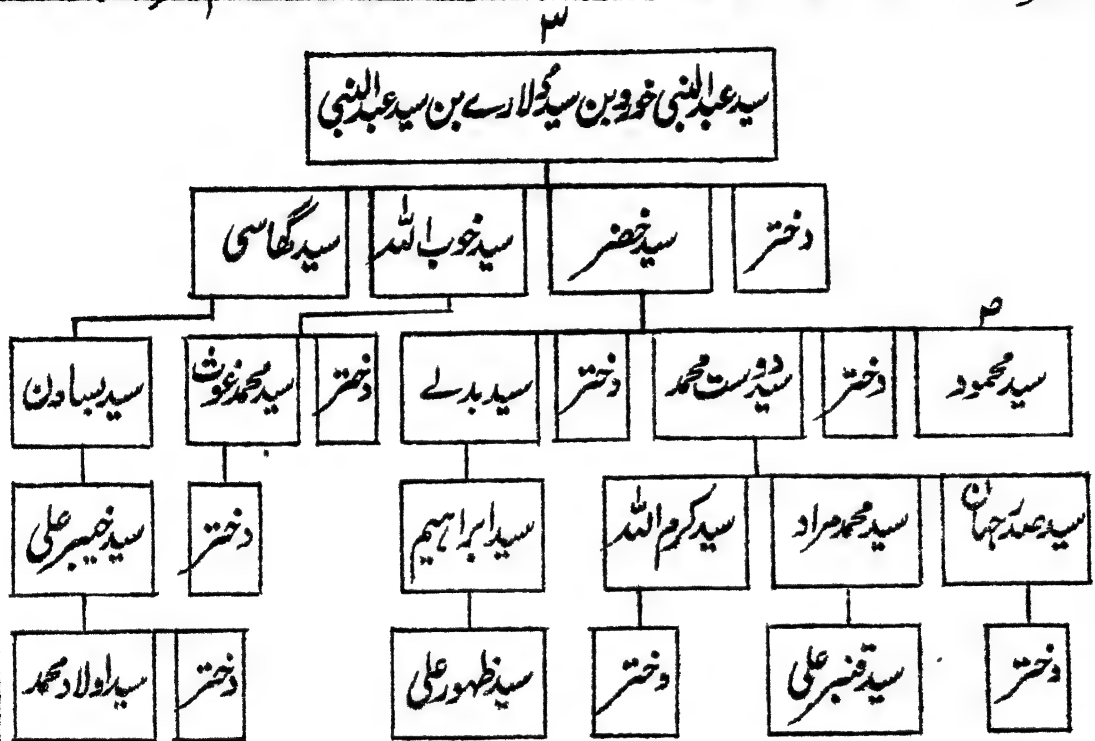 ۳
سید عبدالنبی خورد بن سید گولارے بن سید عبدالنبی
دختر سید خضر سید خوب اللہ سید گھاسی
ص
سید محمود دختر سید دوست محمد دختر سید بدلے دختر سید محمد غوث سید بساون
سید صدر جہان سید محمد مراد سید کرم اللہ سید ابراہیم دختر سید خیبر علی
دختر سید قنبر علی دختر سید ظہور علی دختر سید اولاد محمد